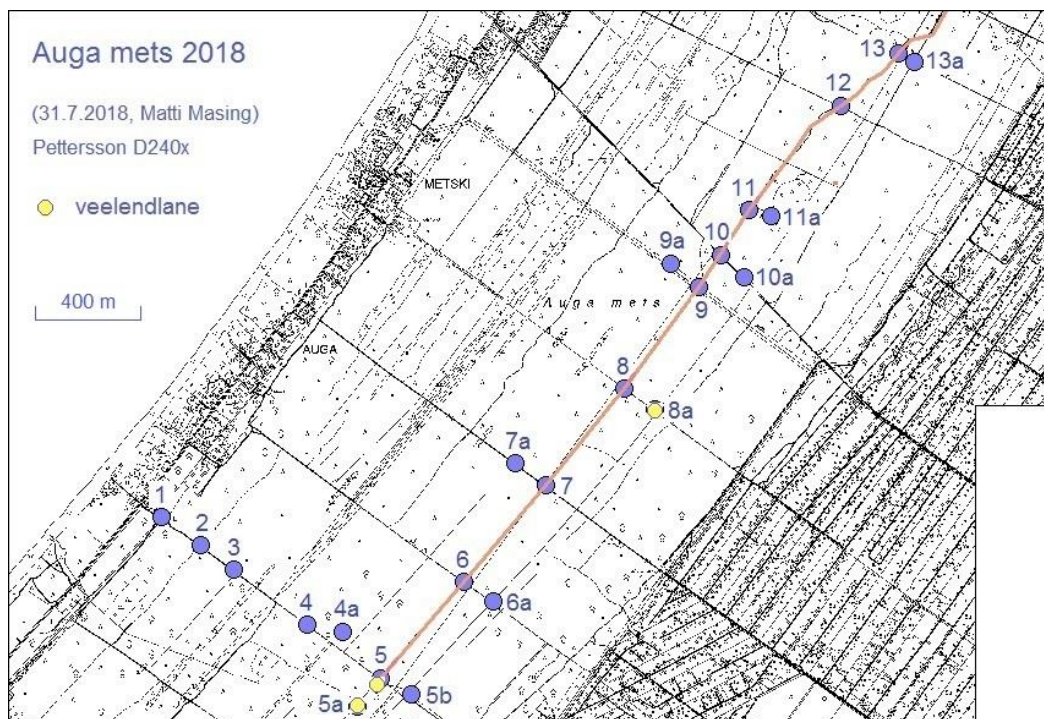 Auga mets 2018
(31.7.2018, Matti Masing)
Pettersson D240x
veelendlane
400 m
METSKI
AUGA
Auga mets
13
13a
12
11
11a
10
9a
10a
9
8
8a
7a
7
1
2
3
6
6a
4
4a
5
5a
5b